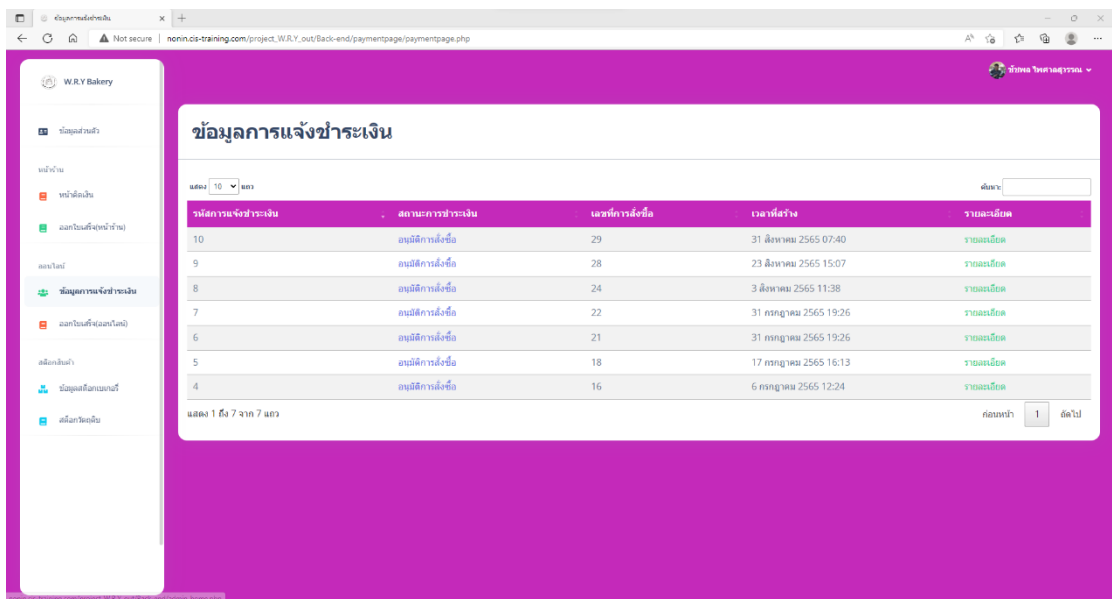 ข้อมูลการแจ้งชำระเงิน
Not secure | nonin.cis-training.com/project_W.R.Y_out/Back-end/paymentpage/paymentpage.php
W.R.Y Bakery
ข้อมูลส่วนตัว
หน้าร้าน
หน้าคิดเงิน
ออกใบเสร็จ(หน้าร้าน)
ออนไลน์
ข้อมูลการแจ้งชำระเงิน
ออกใบเสร็จ(ออนไลน์)
สต็อกสินค้า
ข้อมูลสต็อกเบเกอรี่
สต็อกวัตถุดิบ
ข้อมูลการแจ้งชำระเงิน
แสดง 10 แถว
ค้นหา:
รหัสการแจ้งชำระเงิน สถานะการชำระเงิน เลขที่การสั่งซื้อ เวลาที่สร้าง รายละเอียด
10 อนุมัติการสั่งซื้อ 29 31 สิงหาคม 2565 07:40 รายละเอียด
9 อนุมัติการสั่งซื้อ 28 23 สิงหาคม 2565 15:07 รายละเอียด
8 อนุมัติการสั่งซื้อ 24 3 สิงหาคม 2565 11:38 รายละเอียด
7 อนุมัติการสั่งซื้อ 22 31 กรกฎาคม 2565 19:26 รายละเอียด
6 อนุมัติการสั่งซื้อ 21 31 กรกฎาคม 2565 19:26 รายละเอียด
5 อนุมัติการสั่งซื้อ 18 17 กรกฎาคม 2565 16:13 รายละเอียด
4 อนุมัติการสั่งซื้อ 16 6 กรกฎาคม 2565 12:24 รายละเอียด
แสดง 1 ถึง 7 จาก 7 แถว
ก่อนหน้า 1 ถัดไป